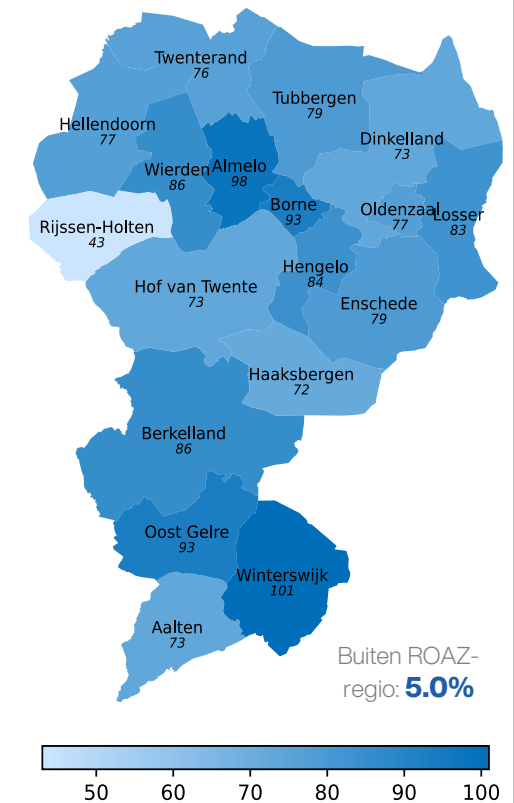 Twenterand
76
Tubbergen
79
Hellendoorn
77
Dinkelland
73
Wierden
86
Almelo
98
Borne
93
Oldenzaal
77
Losser
83
Rijssen-Holten
43
Hengelo
84
Hof van Twente
73
Enschede
79
Haaksbergen
72
Berkelland
86
Oost Gelre
93
Winterswijk
101
Aalten
73
Buiten ROAZ-
regio: 5.0%
50 60 70 80 90 100